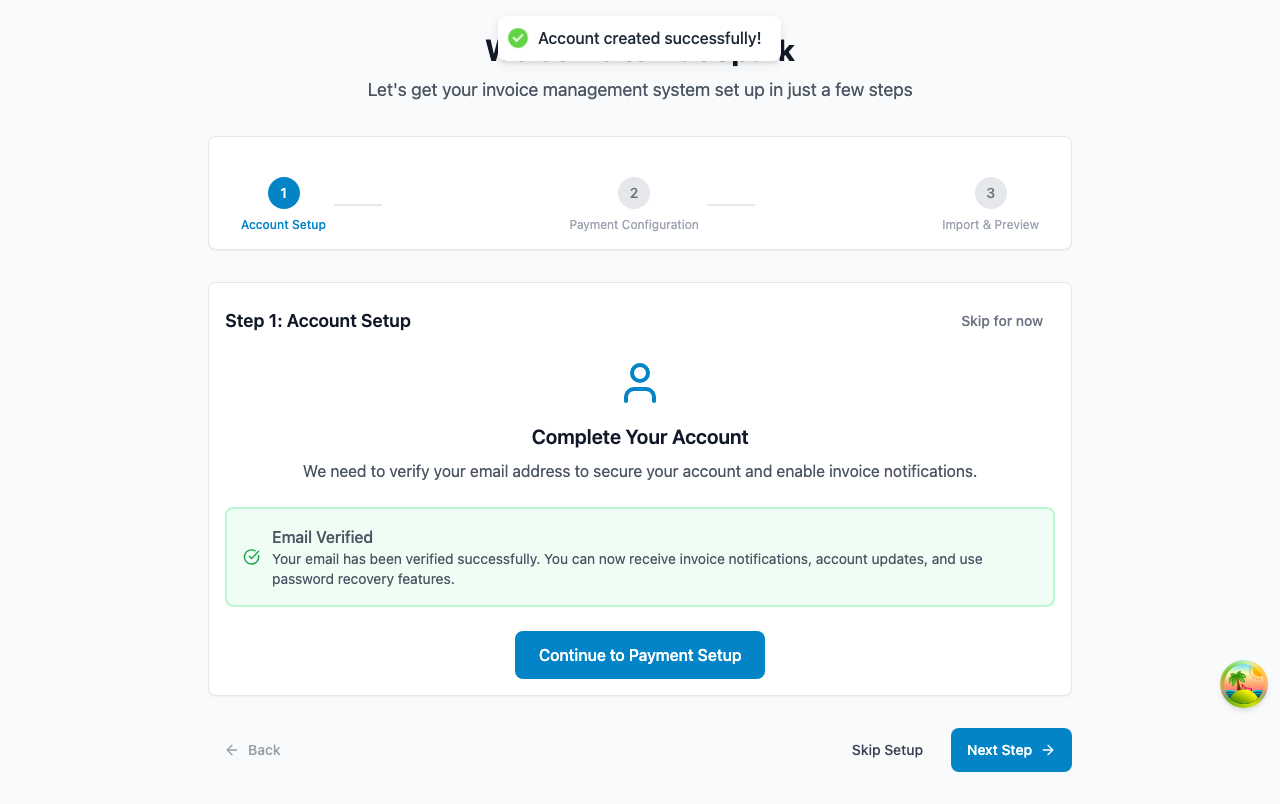 Account created successfully!
Let's get your invoice management system set up in just a few steps
1
2
3
Account Setup
Payment Configuration
Import & Preview
Step 1: Account Setup
Skip for now
Complete Your Account
We need to verify your email address to secure your account and enable invoice notifications.
Email Verified
Your email has been verified successfully. You can now receive invoice notifications, account updates, and use
password recovery features.
Continue to Payment Setup
Back
Skip Setup
Next Step